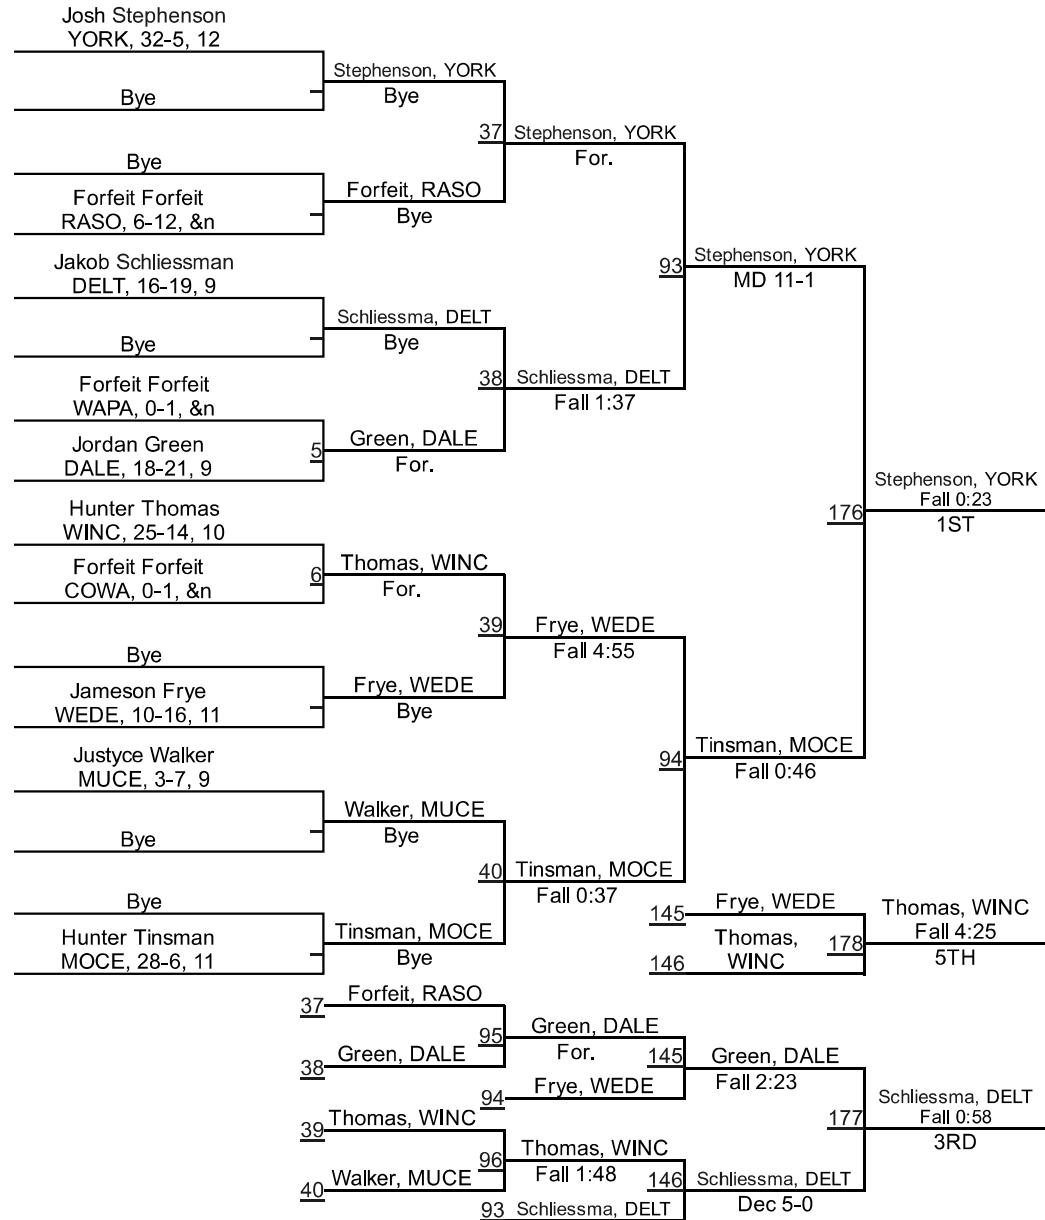 Josh Stephenson
YORK, 32-5, 12
Stephenson, YORK
Bye
Bye
37
Stephenson, YORK
For.
Bye
Forfeit Forfeit
RASO, 6-12, &n
Forfeit, RASO
Bye
Jakob Schliessman
DELT, 16-19, 9
93
Stephenson, YORK
MD 11-1
Schliessma, DELT
Bye
Bye
38
Schliessma, DELT
Fall 1:37
Forfeit Forfeit
WAPA, 0-1, &n
Jordan Green
DALE, 18-21, 9
5
Green, DALE
For.
176
Stephenson, YORK
Fall 0:23
1ST
Hunter Thomas
WINC, 25-14, 10
Forfeit Forfeit
COWA, 0-1, &n
6
Thomas, WINC
For.
39
Frye, WEDE
Fall 4:55
Bye
Jameson Frye
WEDE, 10-16, 11
Frye, WEDE
Bye
94
Tinsman, MOCE
Fall 0:46
Justyce Walker
MUCE, 3-7, 9
Walker, MUCE
Bye
Bye
40
Tinsman, MOCE
Fall 0:37
Bye
Hunter Tinsman
MOCE, 28-6, 11
Tinsman, MOCE
Bye
145
Frye, WEDE
146
Thomas,
WINC
178
Thomas, WINC
Fall 4:25
5TH
37
Forfeit, RASO
38
Green, DALE
95
Green, DALE
For.
94
Frye, WEDE
145
Green, DALE
Fall 2:23
39
Thomas, WINC
40
Walker, MUCE
96
Thomas, WINC
Fall 1:48
93
Schliessma, DELT
146
Schliessma, DELT
Dec 5-0
177
Schliessma, DELT
Fall 0:58
3RD